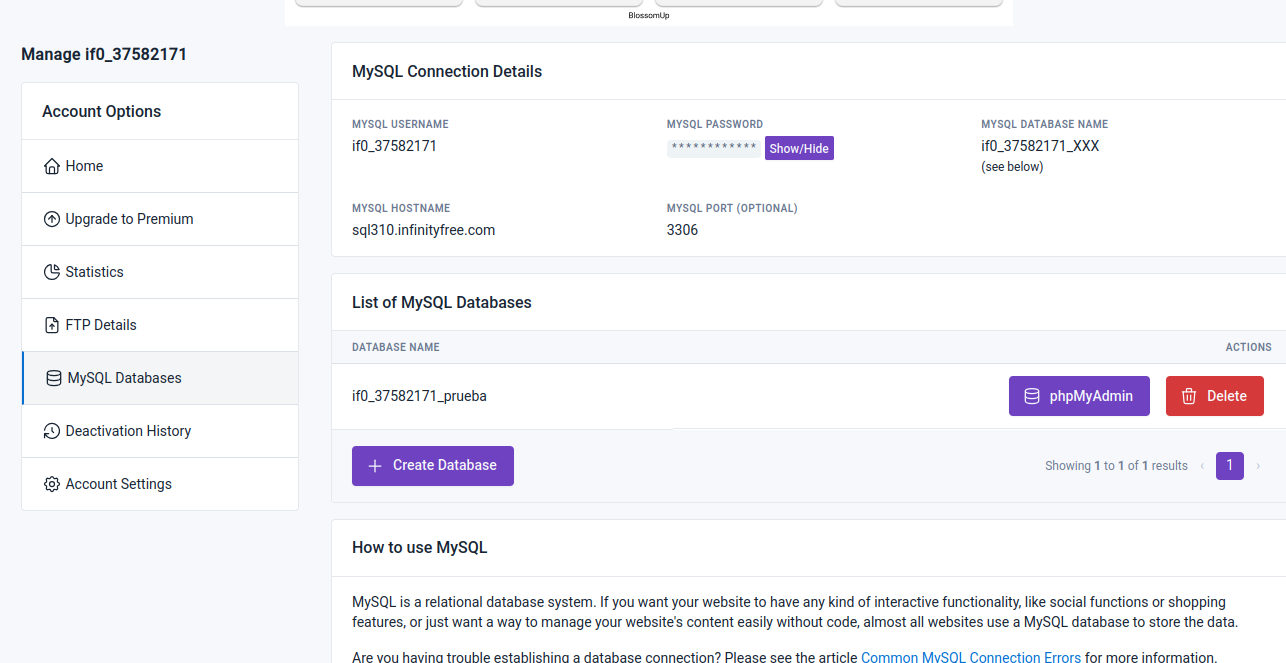 BlossomUp
Manage if0_37582171
Account Options
Home
Upgrade to Premium
Statistics
FTP Details
MySQL Databases
Deactivation History
Account Settings
MySQL Connection Details
MYSQL USERNAME
if0_37582171
MYSQL PASSWORD
************ Show/Hide
MYSQL DATABASE NAME
if0_37582171_XXX
(see below)
MYSQL HOSTNAME
sql310.infinityfree.com
MYSQL PORT (OPTIONAL)
3306
List of MySQL Databases
DATABASE NAME ACTIONS
if0_37582171_prueba phpMyAdmin Delete
Create Database Showing 1 to 1 of 1 results ‹ 1 ›
How to use MySQL
MySQL is a relational database system. If you want your website to have any kind of interactive functionality, like social functions or shopping
features, or just want a way to manage your website's content easily without code, almost all websites use a MySQL database to store the data.
Are you having trouble establishing a database connection? Please see the article Common MySQL Connection Errors for more information.